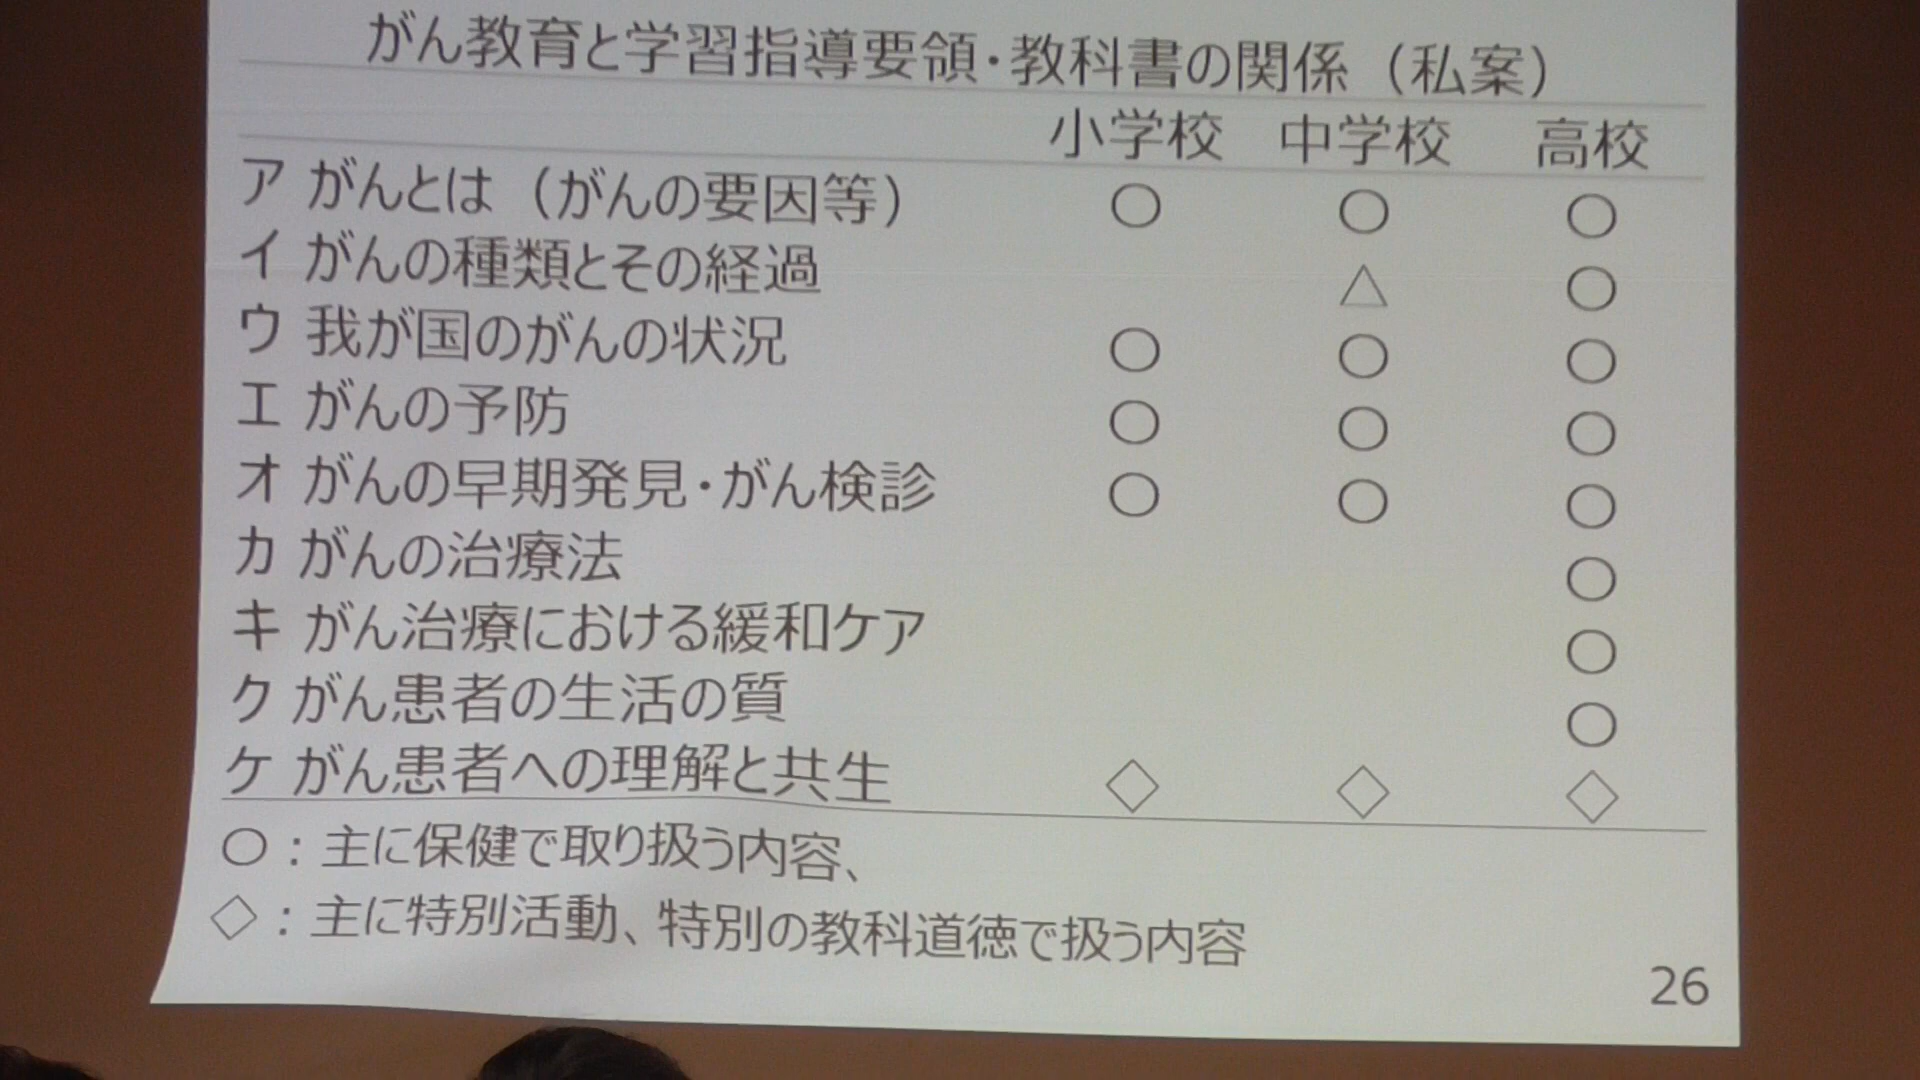 がん教育と学習指導要領・教科書の関係（私案）
小学校 中学校 高校
ア がんとは（がんの要因等） ○ ○ ○
イ がんの種類とその経過 △ ○
ウ 我が国のがんの状況 ○ ○ ○
エ がんの予防 ○ ○ ○
オ がんの早期発見・がん検診 ○ ○ ○
カ がんの治療法 ○
キ がん治療における緩和ケア ○
ク がん患者の生活の質 ○
ケ がん患者への理解と共生 ◇ ◇ ◇
○：主に保健で取り扱う内容、
◇：主に特別活動、特別の教科道徳で扱う内容
26